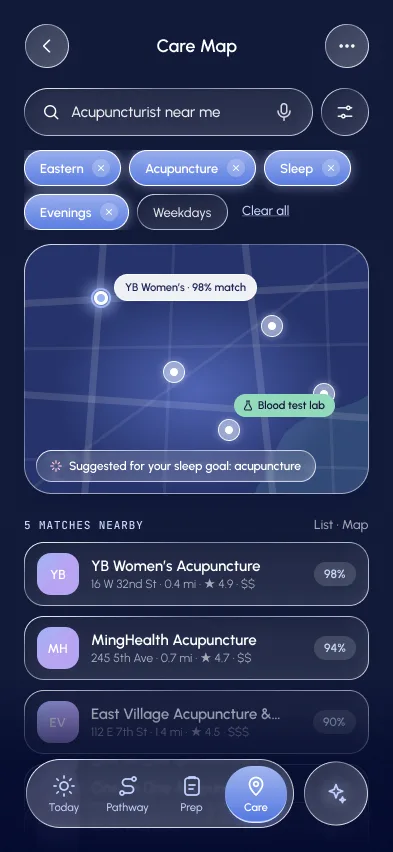 Care Map
Acupuncturist near me
Eastern
Acupuncture
Sleep
Evenings
Weekdays
Clear all
YB Women's · 98% match
Blood test lab
Suggested for your sleep goal: acupuncture
5 MATCHES NEARBY
List · Map
YB
YB Women's Acupuncture
16 W 32nd St · 0.4 mi · ★ 4.9 · $$
98%
MH
MingHealth Acupuncture
245 5th Ave · 0.7 mi · ★ 4.7 · $$
94%
EV
East Village Acupuncture &...
112 E 7th St · 1.4 mi · ★ 4.5 · $$$
90%
Today
Pathway
Prep
Care